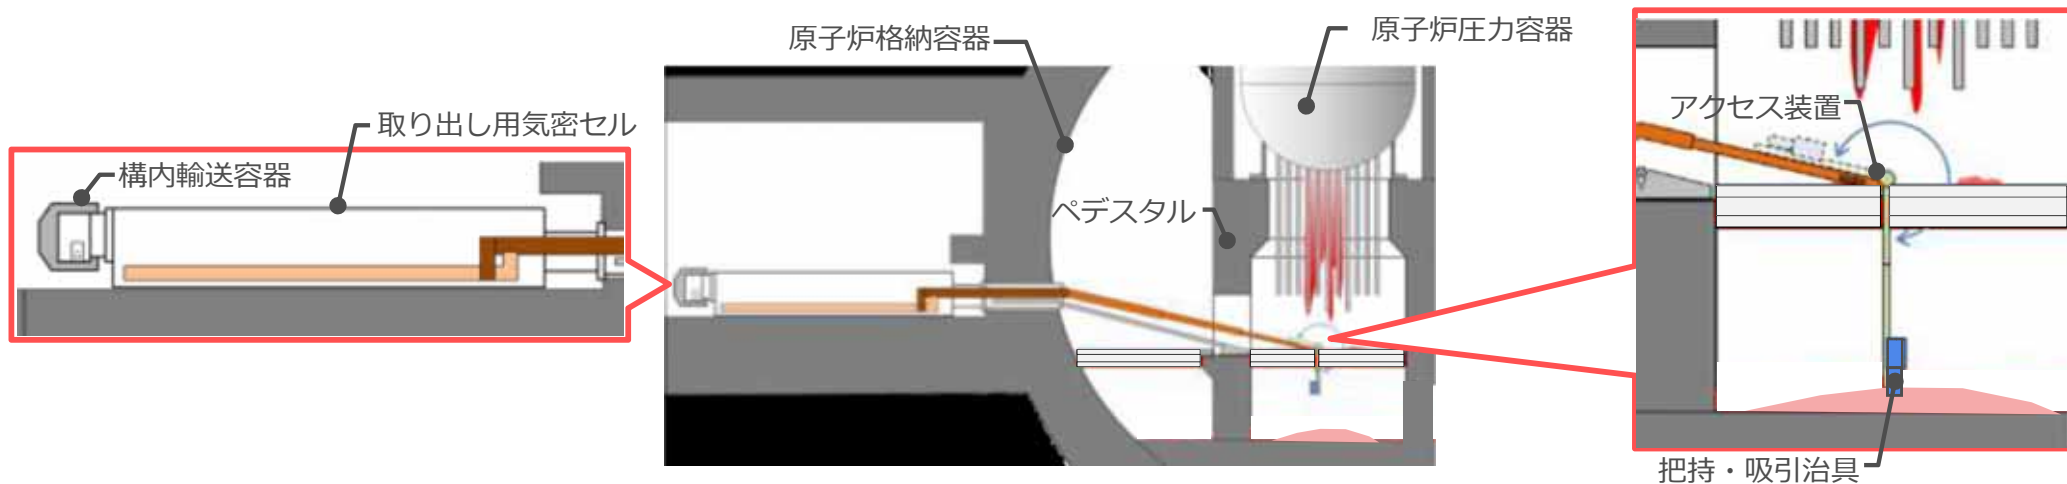 取り出し用気密セル
構内輸送容器
原子炉格納容器
原子炉圧力容器
ペデスタル
アクセス装置
把持・吸引治具